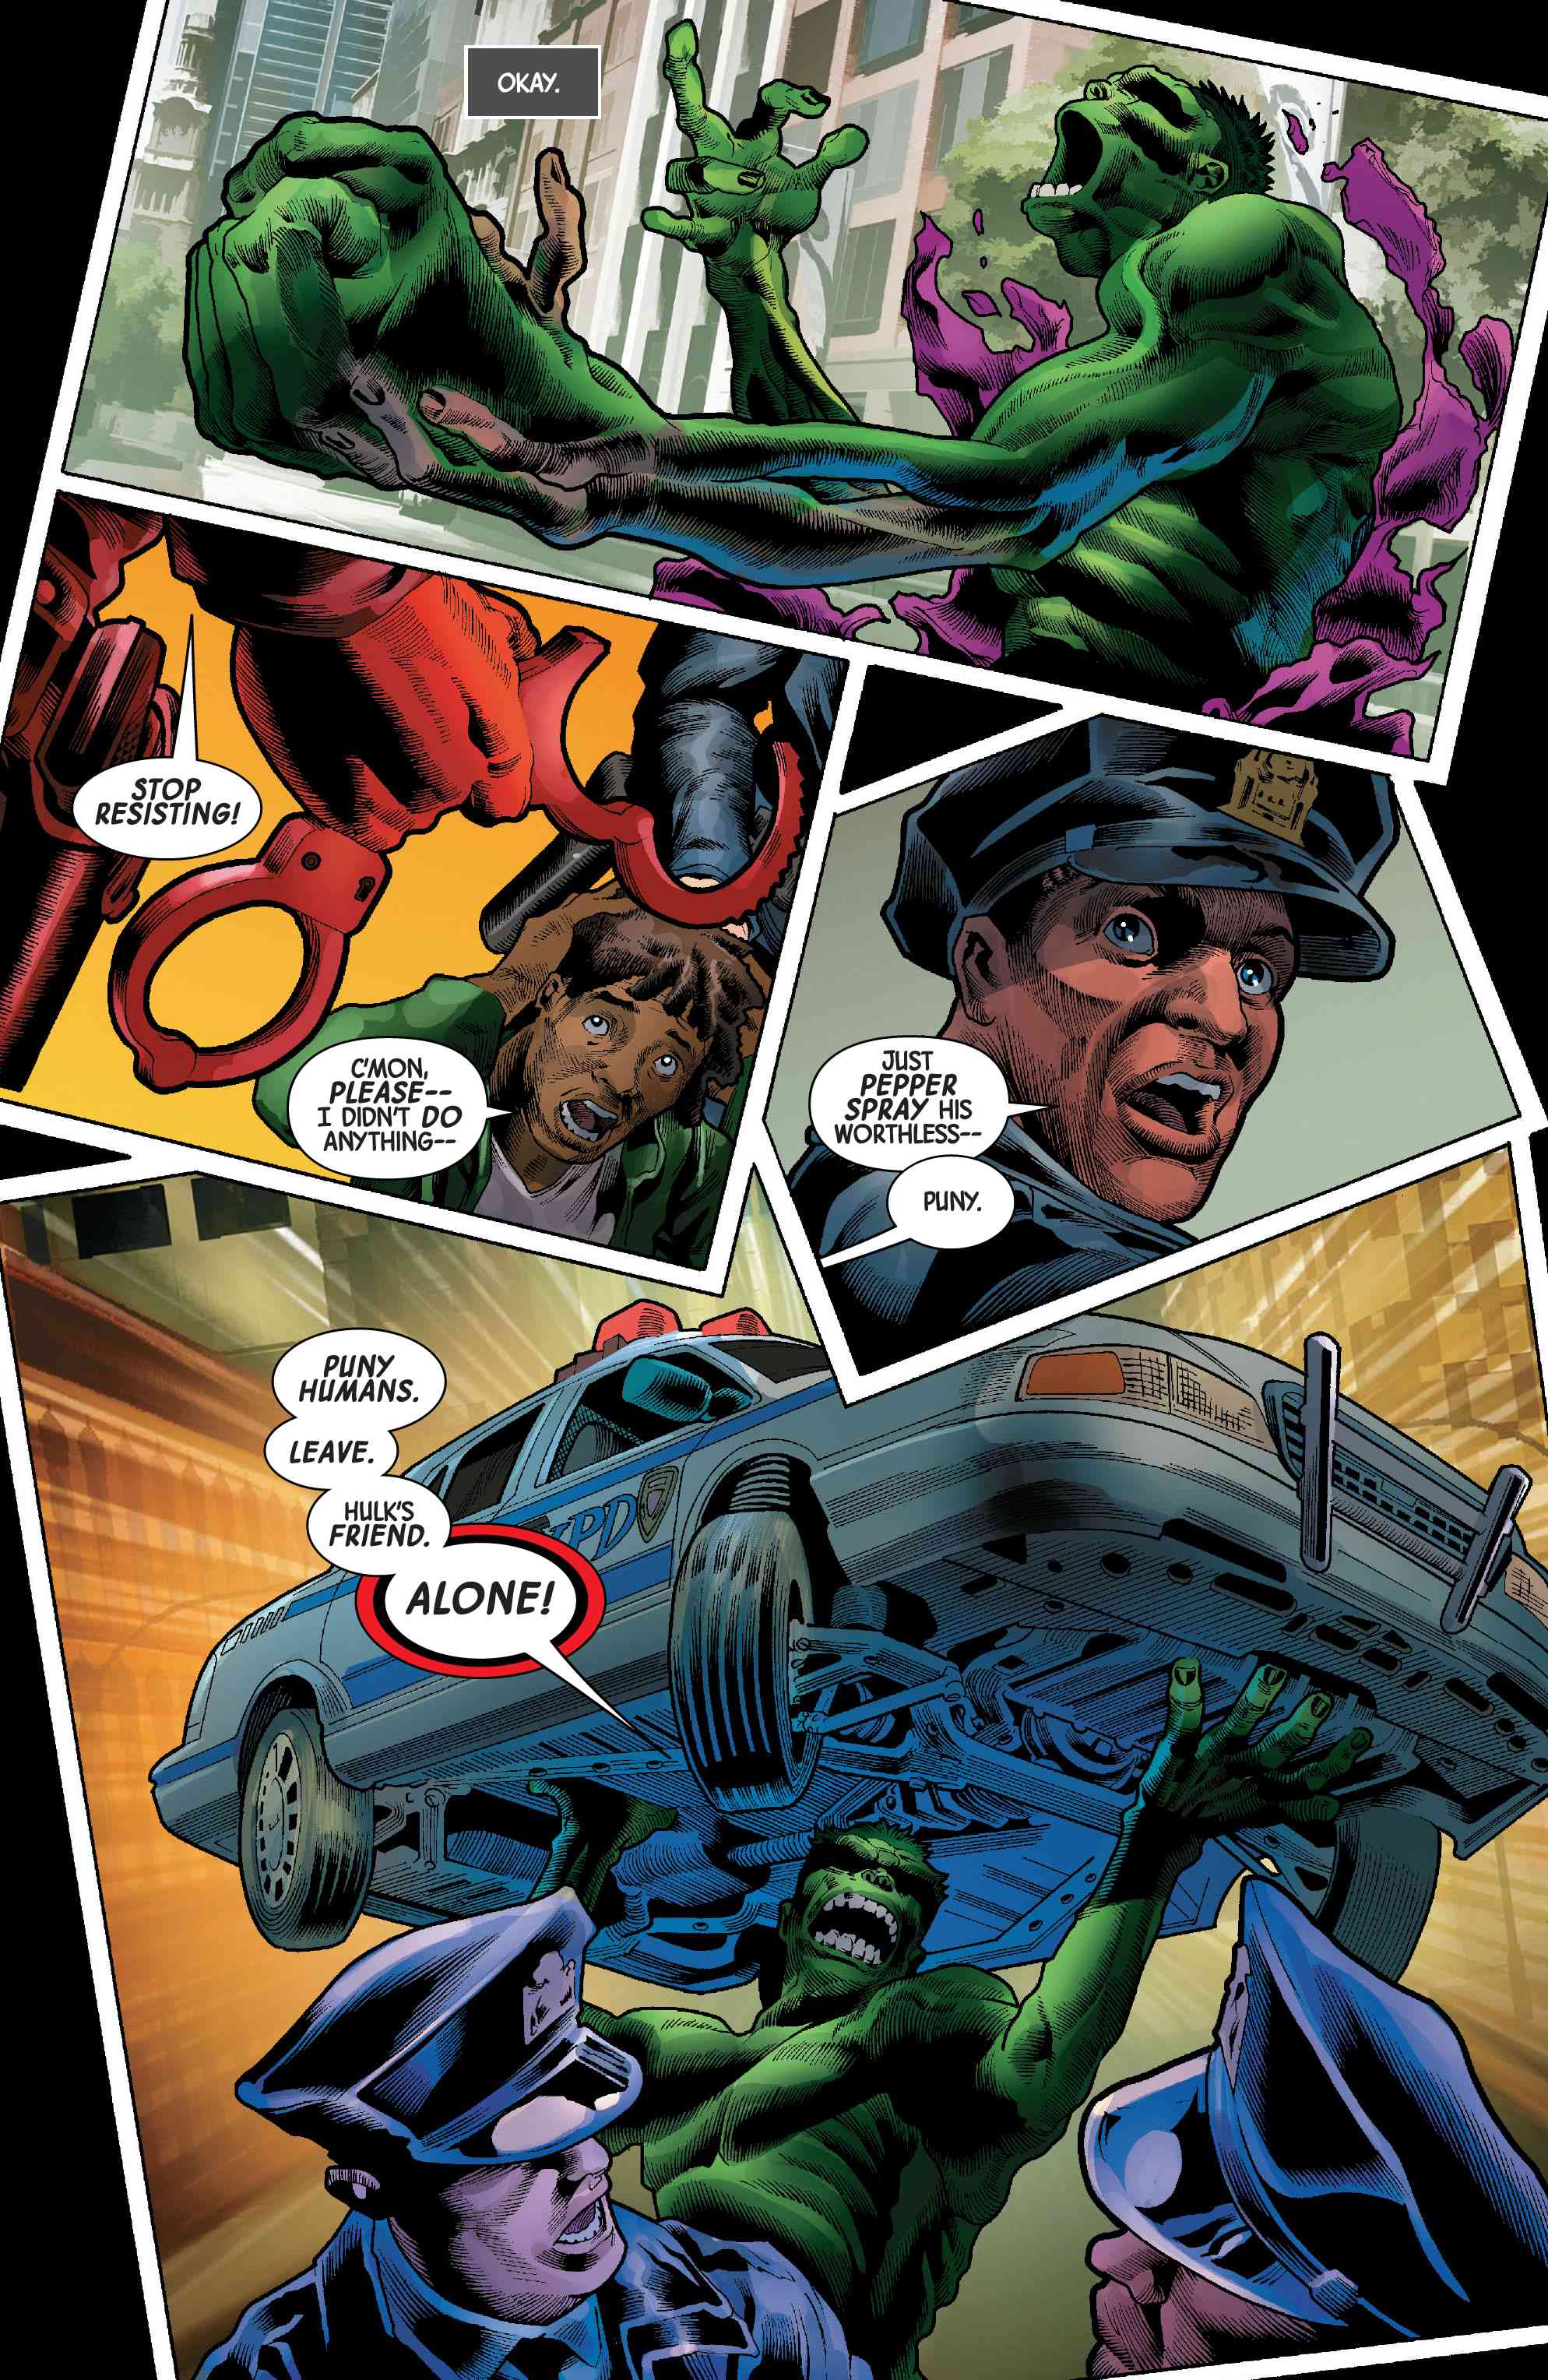 OKAY.
STOP
RESISTING!
C'MON,
PLEASE--
I DIDN'T DO
ANYTHING--
JUST
PEPPER
SPRAY HIS
WORTHLESS--
PUNY.
PUNY
HUMANS.
LEAVE.
HULK'S
FRIEND.
ALONE!
YPD